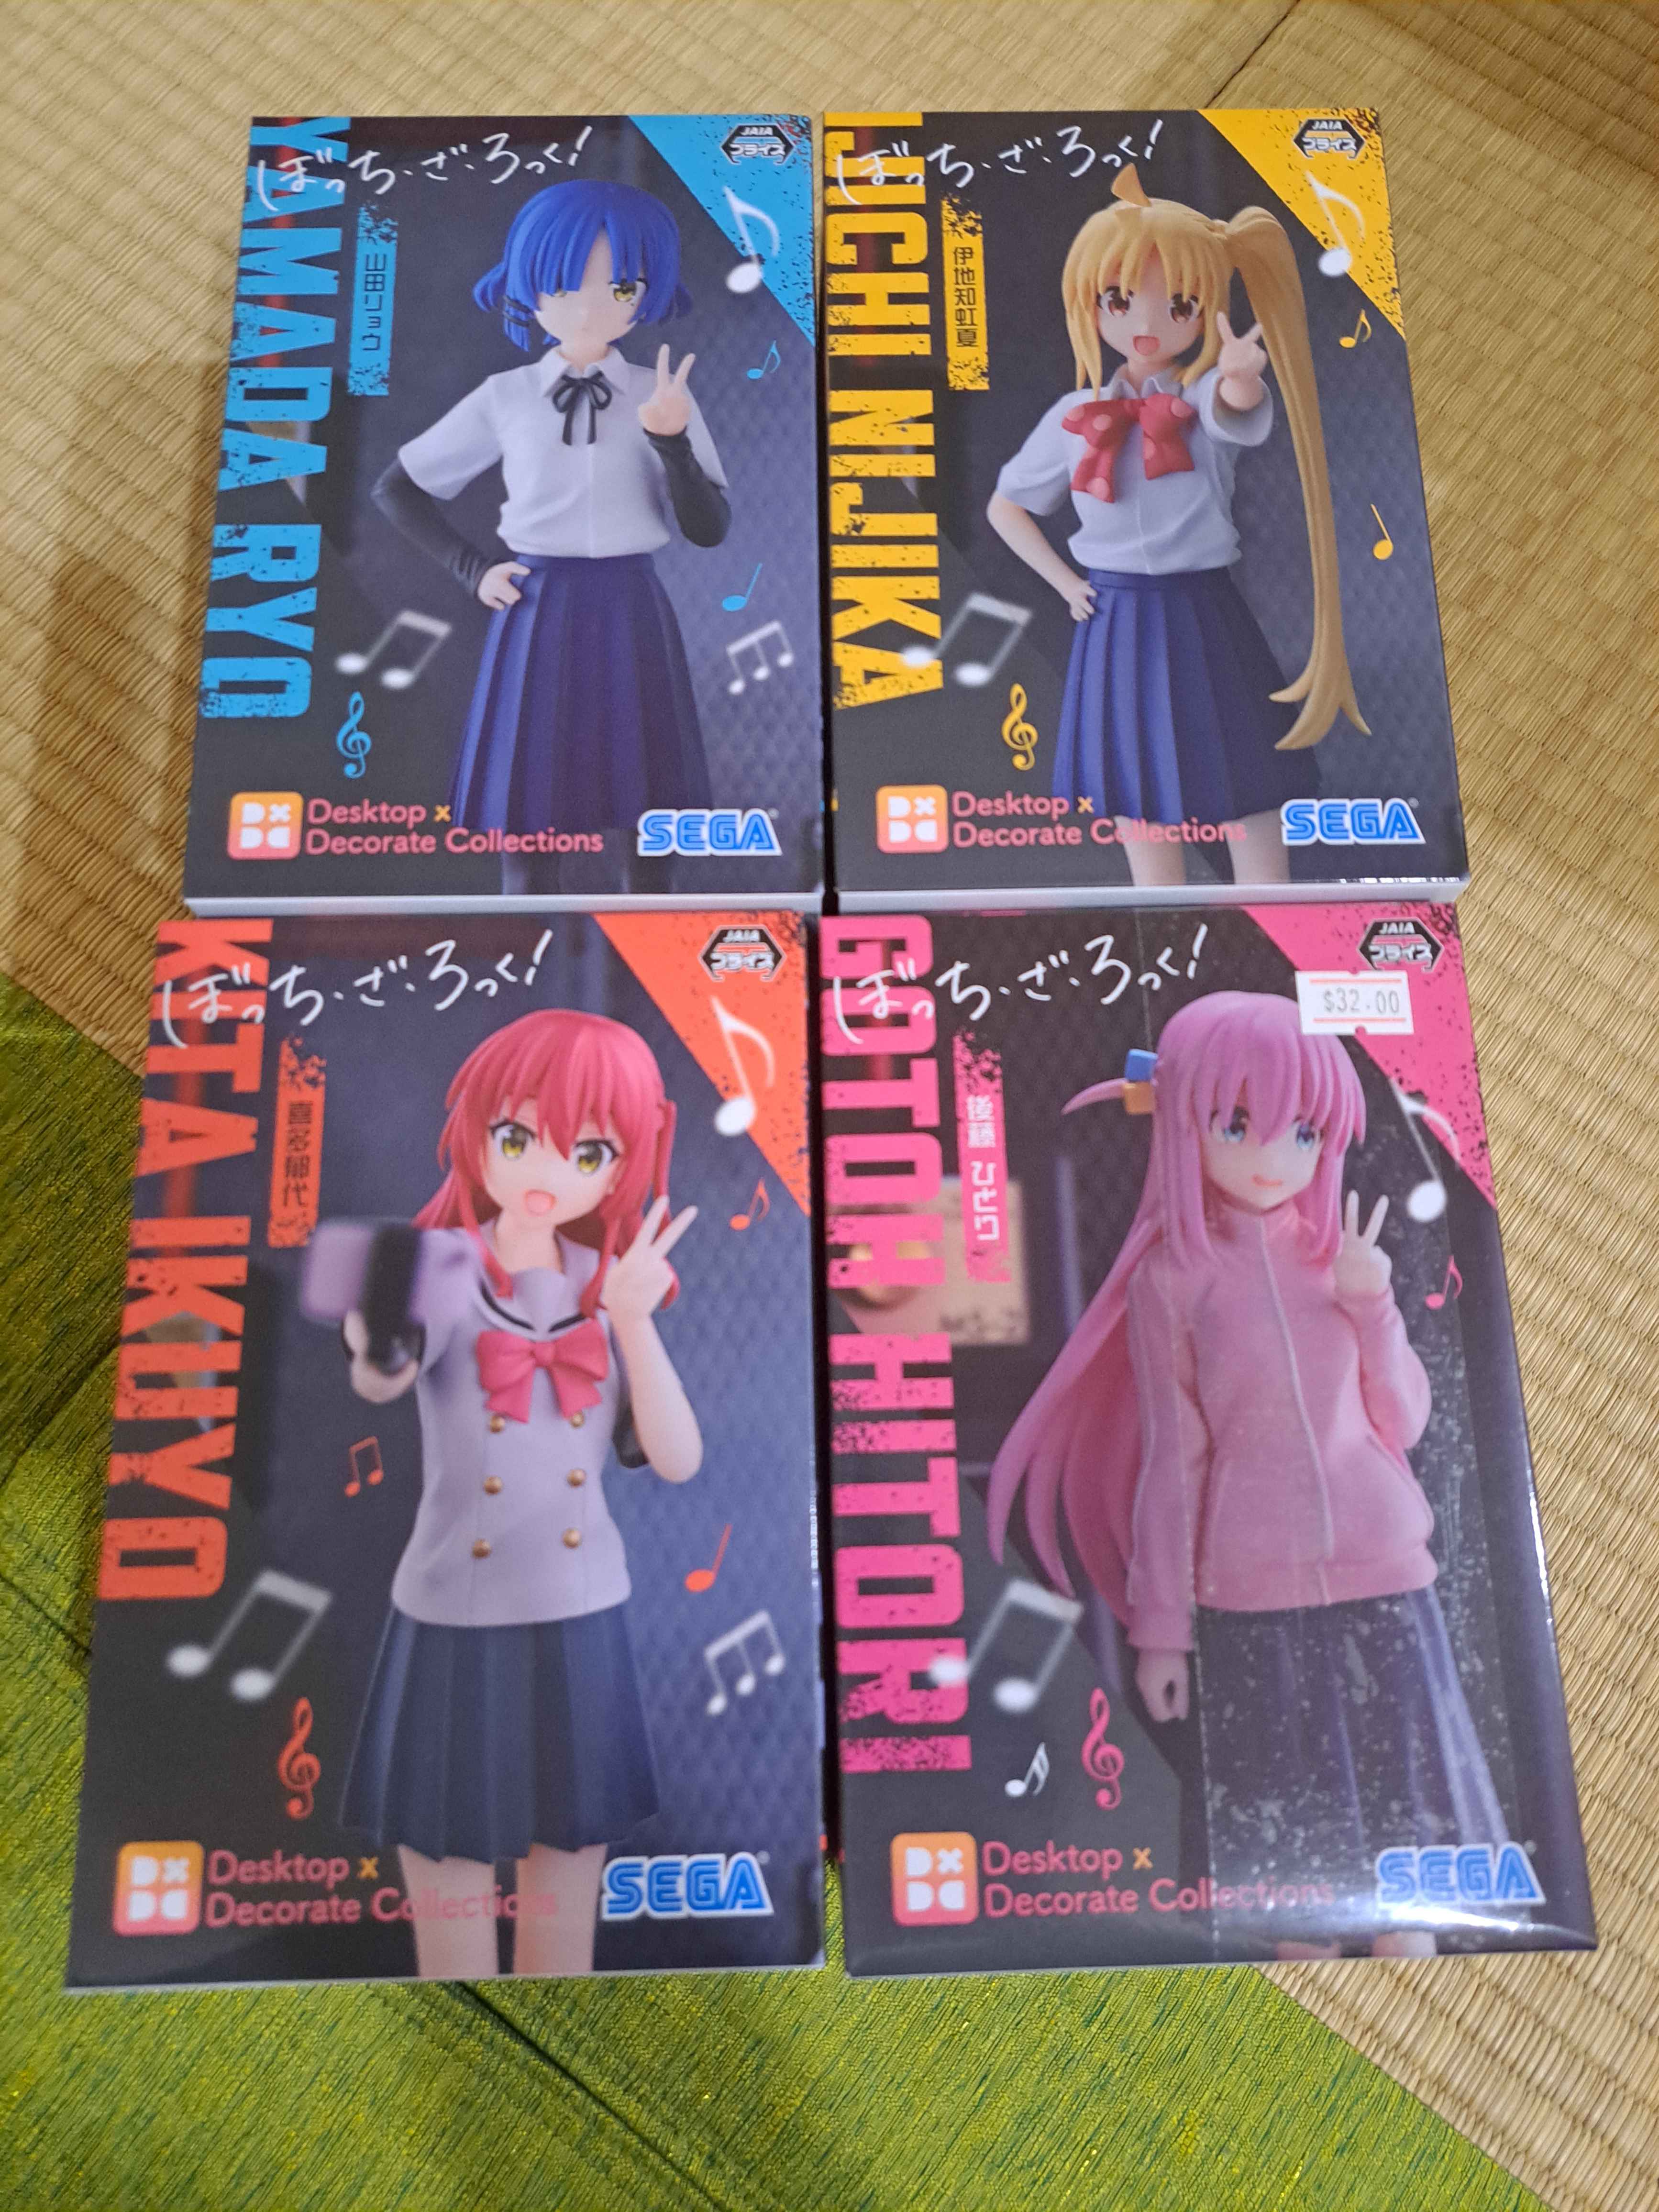 ぼっち・ざ・ろっく!
JAIA
プライズ
YAMADA RYO
山田リョウ
Desktop x
Decorate Collections
SEGA
ぼっち・ざ・ろっく!
JAIA
プライズ
IJICHI NIJIKA
伊地知虹夏
Desktop x
Decorate Collections
SEGA
ぼっち・ざ・ろっく!
JAIA
プライズ
KITA IKUYO
喜多郁代
Desktop x
Decorate Collections
SEGA
ぼっち・ざ・ろっく!
JAIA
プライズ
$32.00
GOTOH HITORI
後藤 ひとり
Desktop x
Decorate Collections
SEGA